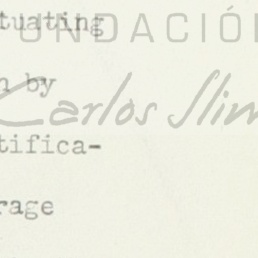 tuating
FUNDACIÓN
n by
Carlos Slim
tifica-
rage